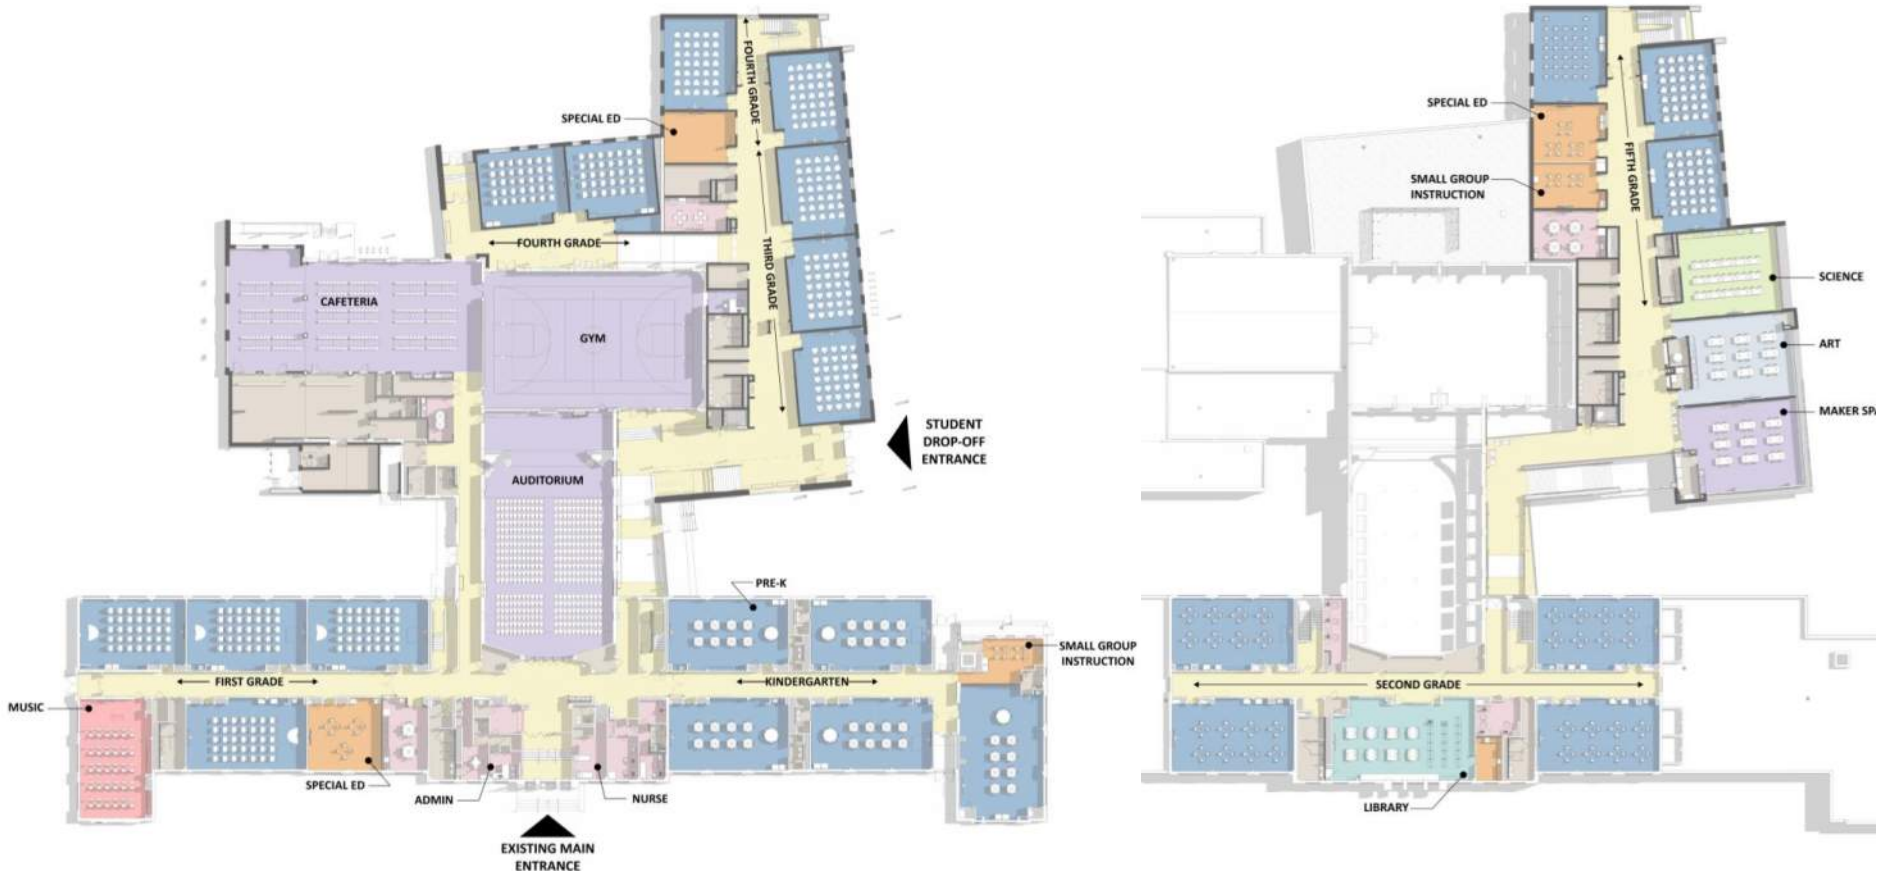 FOURTH GRADE
SPECIAL ED
FOURTH GRADE
THIRD GRADE
CAFETERIA
GYM
STUDENT
DROP-OFF
ENTRANCE
AUDITORIUM
PRE-K
SMALL GROUP
INSTRUCTION
FIRST GRADE
KINDERGARTEN
MUSIC
SPECIAL ED
ADMIN
NURSE
EXISTING MAIN
ENTRANCE
SPECIAL ED
FIFTH GRADE
SMALL GROUP
INSTRUCTION
SCIENCE
ART
MAKER SPA
SECOND GRADE
LIBRARY